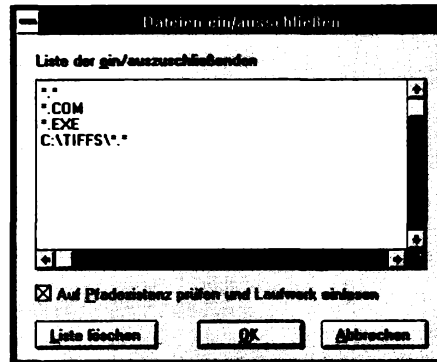 Dateien ein/ausschließen
Liste der ein/auszuschließenden
*.*
*.COM
*.EXE
C:\TIFFS\*.*
Auf Pfadexistenz prüfen und Laufwerk einlesen
Liste löschen
OK
Abbrechen